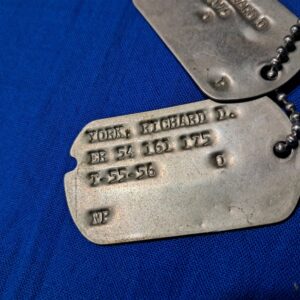 YORK, RICHARD L.
ER 54 161 175
T-55-56 O
NP